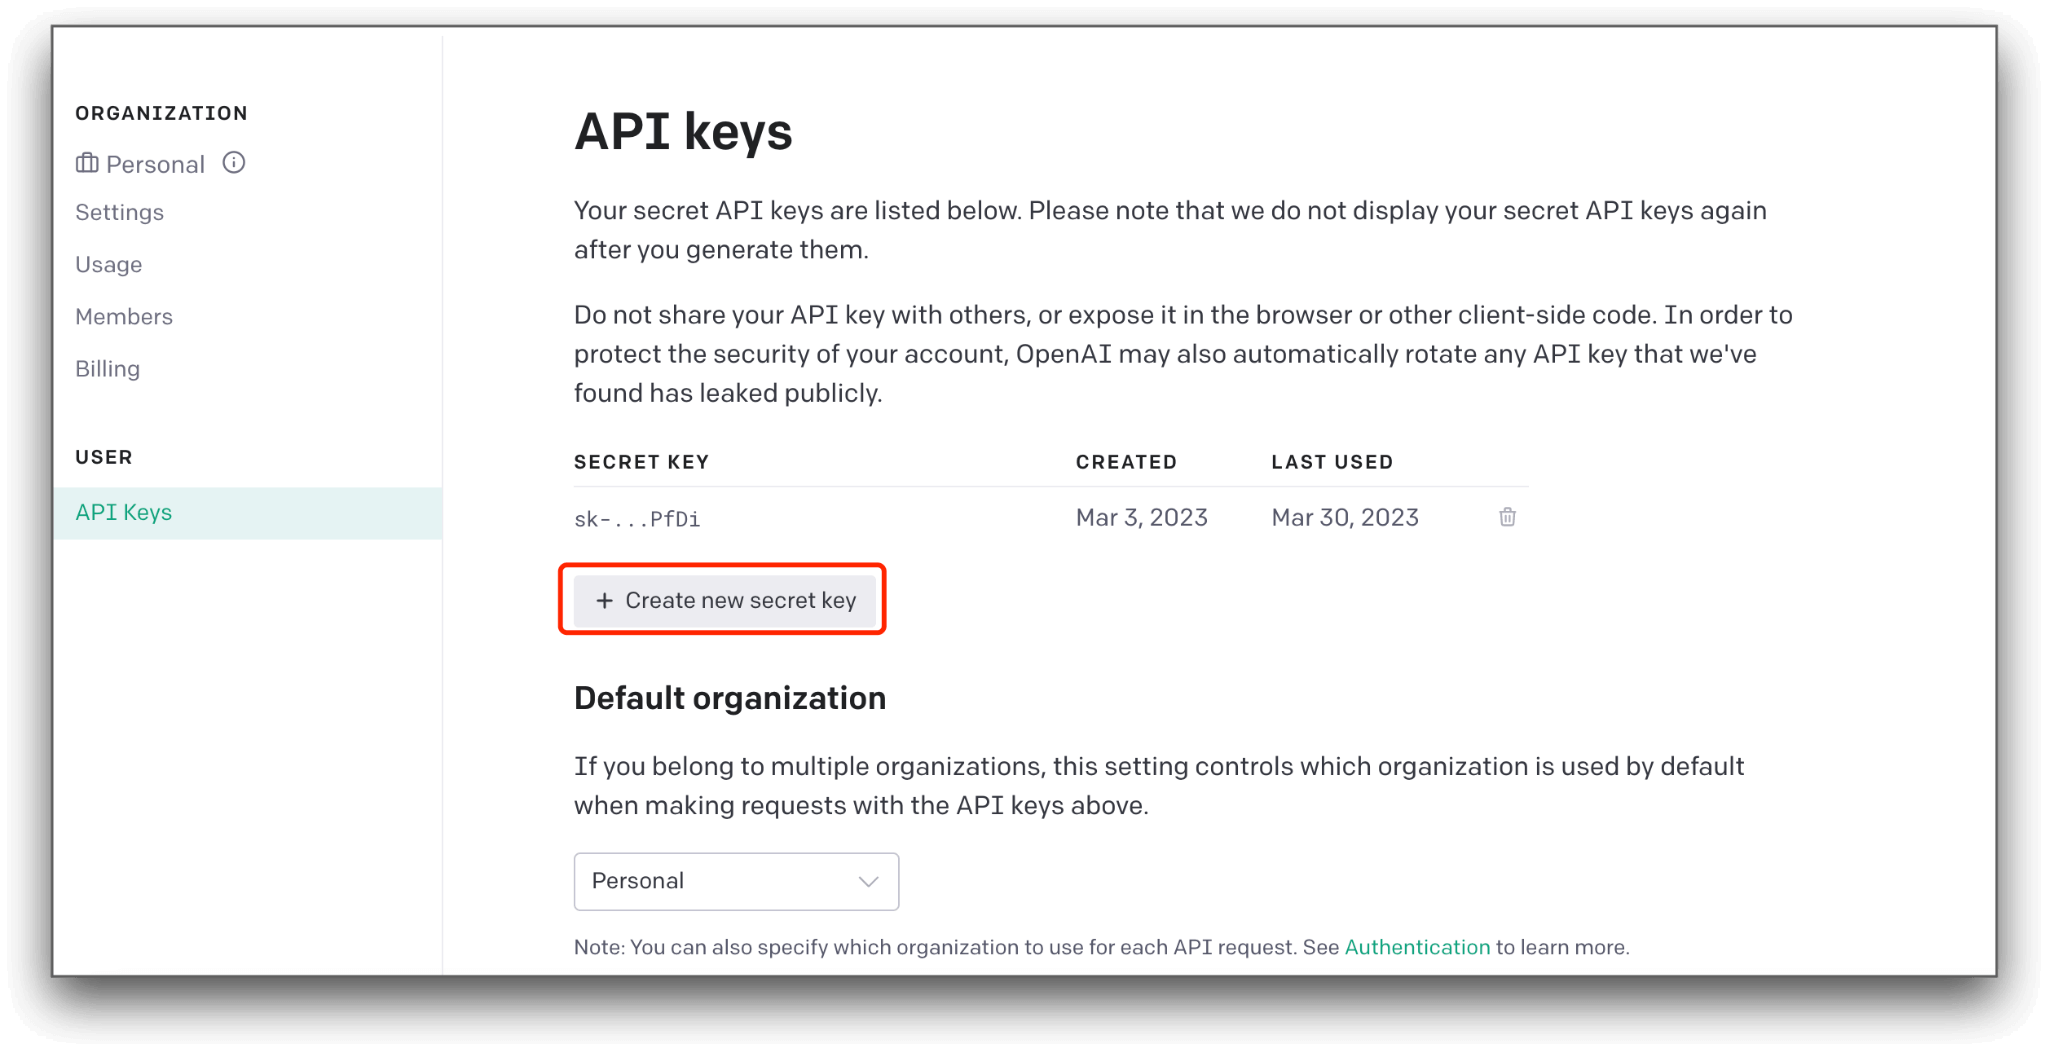 ORGANIZATION
Personal
Settings
Usage
Members
Billing
USER
API Keys
API keys
Your secret API keys are listed below. Please note that we do not display your secret API keys again
after you generate them.
Do not share your API key with others, or expose it in the browser or other client-side code. In order to
protect the security of your account, OpenAI may also automatically rotate any API key that we've
found has leaked publicly.
SECRET KEY CREATED LAST USED
sk-...PfDi Mar 3, 2023 Mar 30, 2023
+ Create new secret key
Default organization
If you belong to multiple organizations, this setting controls which organization is used by default
when making requests with the API keys above.
Personal
Note: You can also specify which organization to use for each API request. See Authentication to learn more.